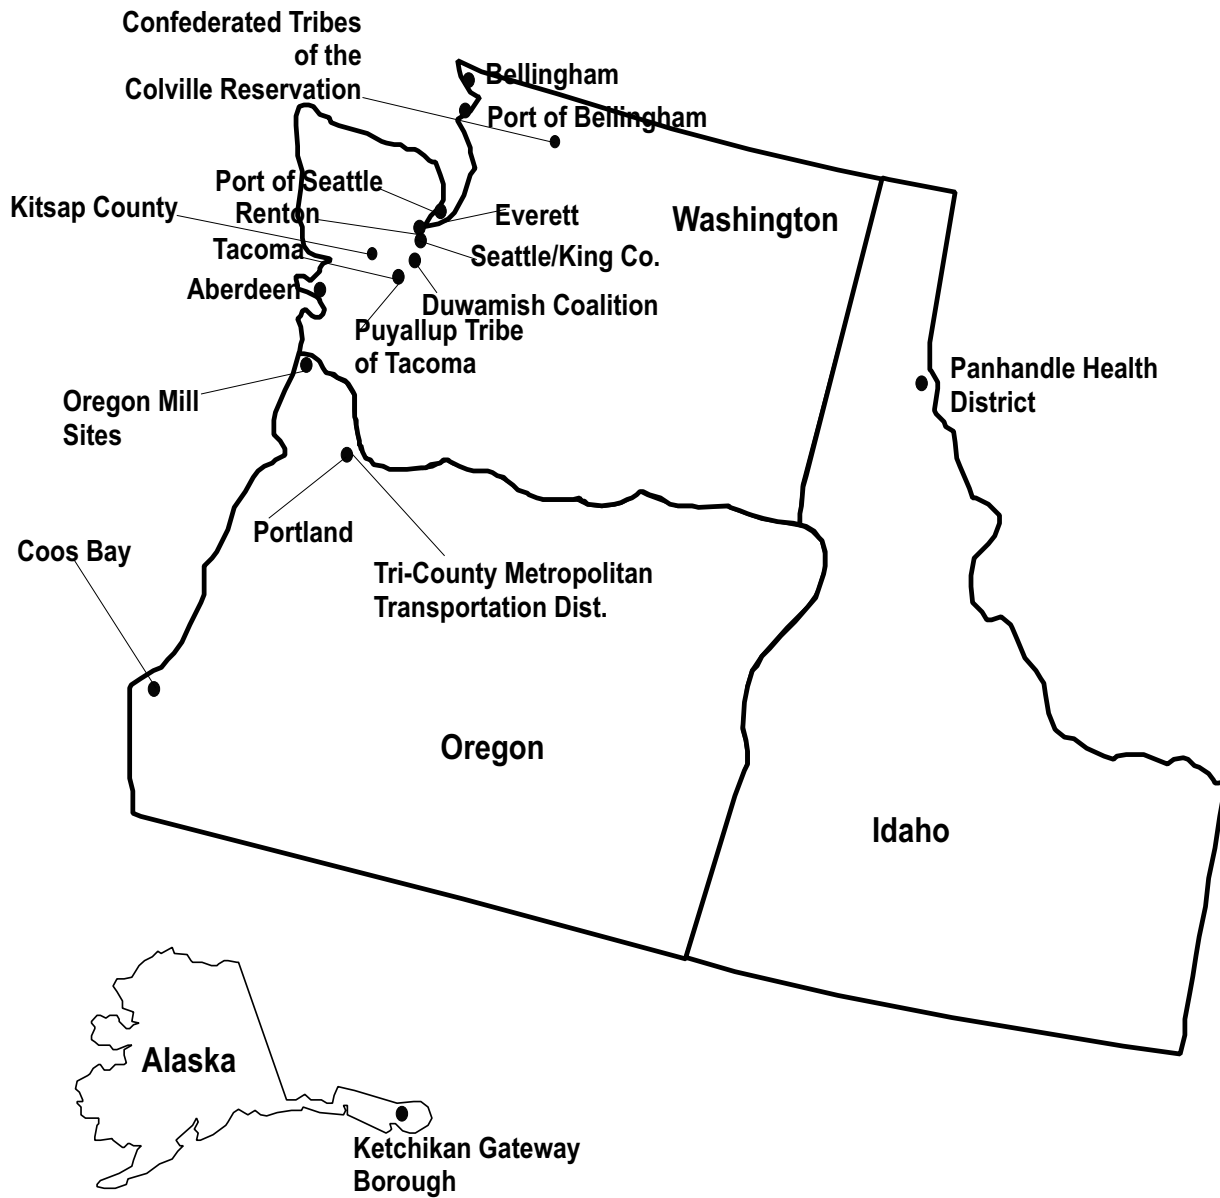 Confederated Tribes
of the
Colville Reservation
Bellingham
Port of Bellingham
Port of Seattle
Kitsap County
Renton
Everett
Washington
Tacoma
Seattle/King Co.
Aberdeen
Duwamish Coalition
Puyallup Tribe
of Tacoma
Oregon Mill
Sites
Panhandle Health
District
Portland
Coos Bay
Tri-County Metropolitan
Transportation Dist.
Oregon
Idaho
Alaska
Ketchikan Gateway
Borough